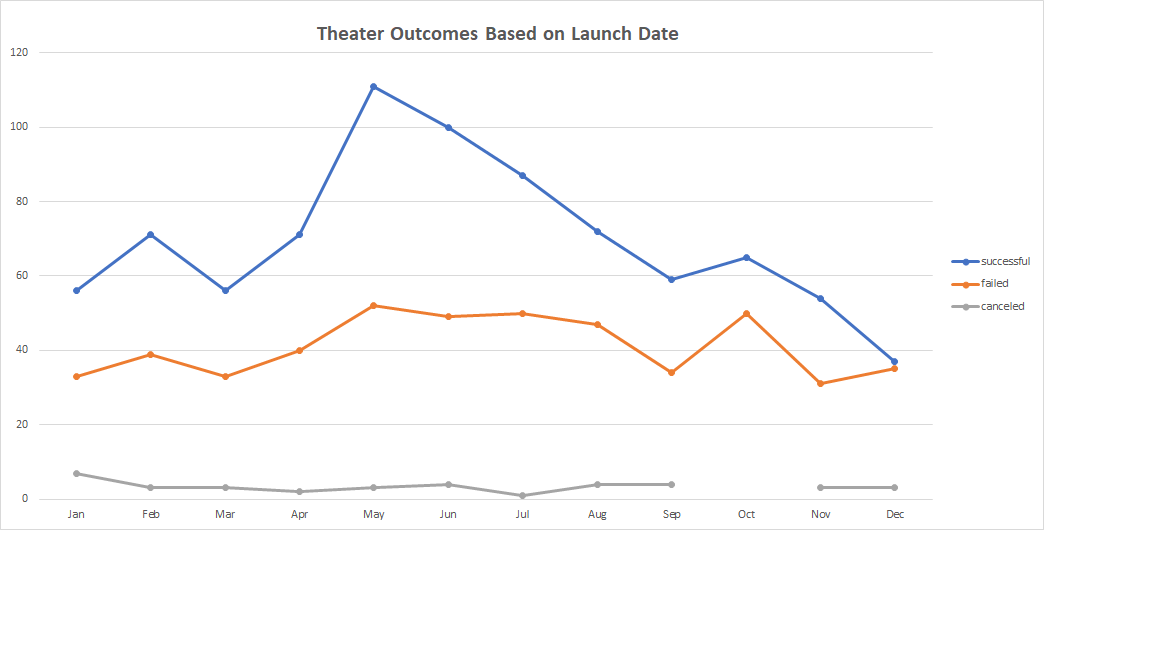 Theater Outcomes Based on Launch Date
120
100
80
60
40
20
0
Jan Feb Mar Apr May Jun Jul Aug Sep Oct Nov Dec
successful
failed
canceled